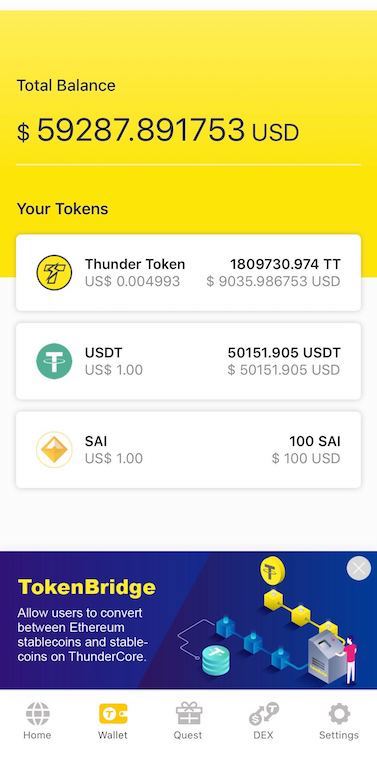 Total Balance
$ 59287.891753 USD
Your Tokens
Thunder Token 1809730.974 TT
US$ 0.004993 $ 9035.986753 USD
USDT 50151.905 USDT
US$ 1.00 $ 50151.905 USD
SAI 100 SAI
US$ 1.00 $ 100 USD
TokenBridge
Allow users to convert
between Ethereum
stablecoins and stable-
coins on ThunderCore.
Home Wallet Quest DEX Settings